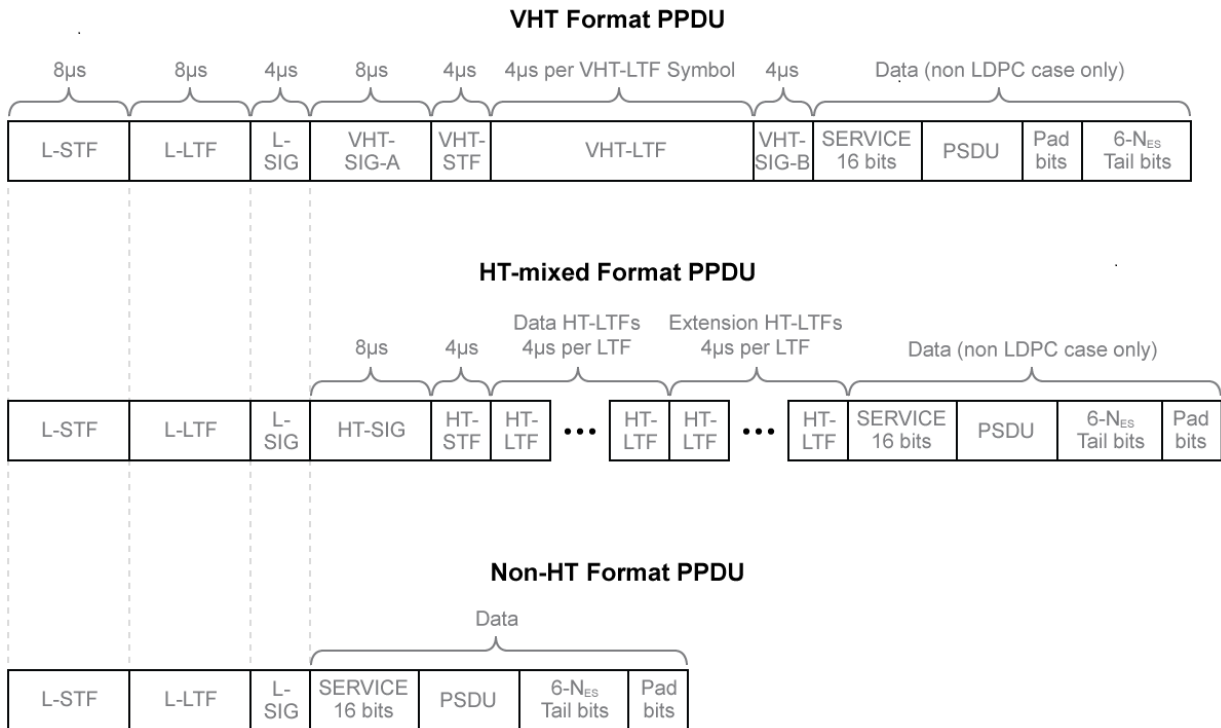 VHT Format PPDU
8µs 8µs 4µs 8µs 4µs 4µs per VHT-LTF Symbol 4µs Data (non LDPC case only)
L-STF L-LTF L-SIG VHT-SIG-A VHT-STF VHT-LTF VHT-SIG-B SERVICE 16 bits PSDU Pad bits 6-NES Tail bits
HT-mixed Format PPDU
Data HT-LTFs Extension HT-LTFs
8µs 4µs 4µs per LTF 4µs per LTF Data (non LDPC case only)
L-STF L-LTF L-SIG HT-SIG HT-STF HT-LTF ••• HT-LTF HT-LTF ••• HT-LTF SERVICE 16 bits PSDU 6-NES Tail bits Pad bits
Non-HT Format PPDU
Data
L-STF L-LTF L-SIG SERVICE 16 bits PSDU 6-NES Tail bits Pad bits